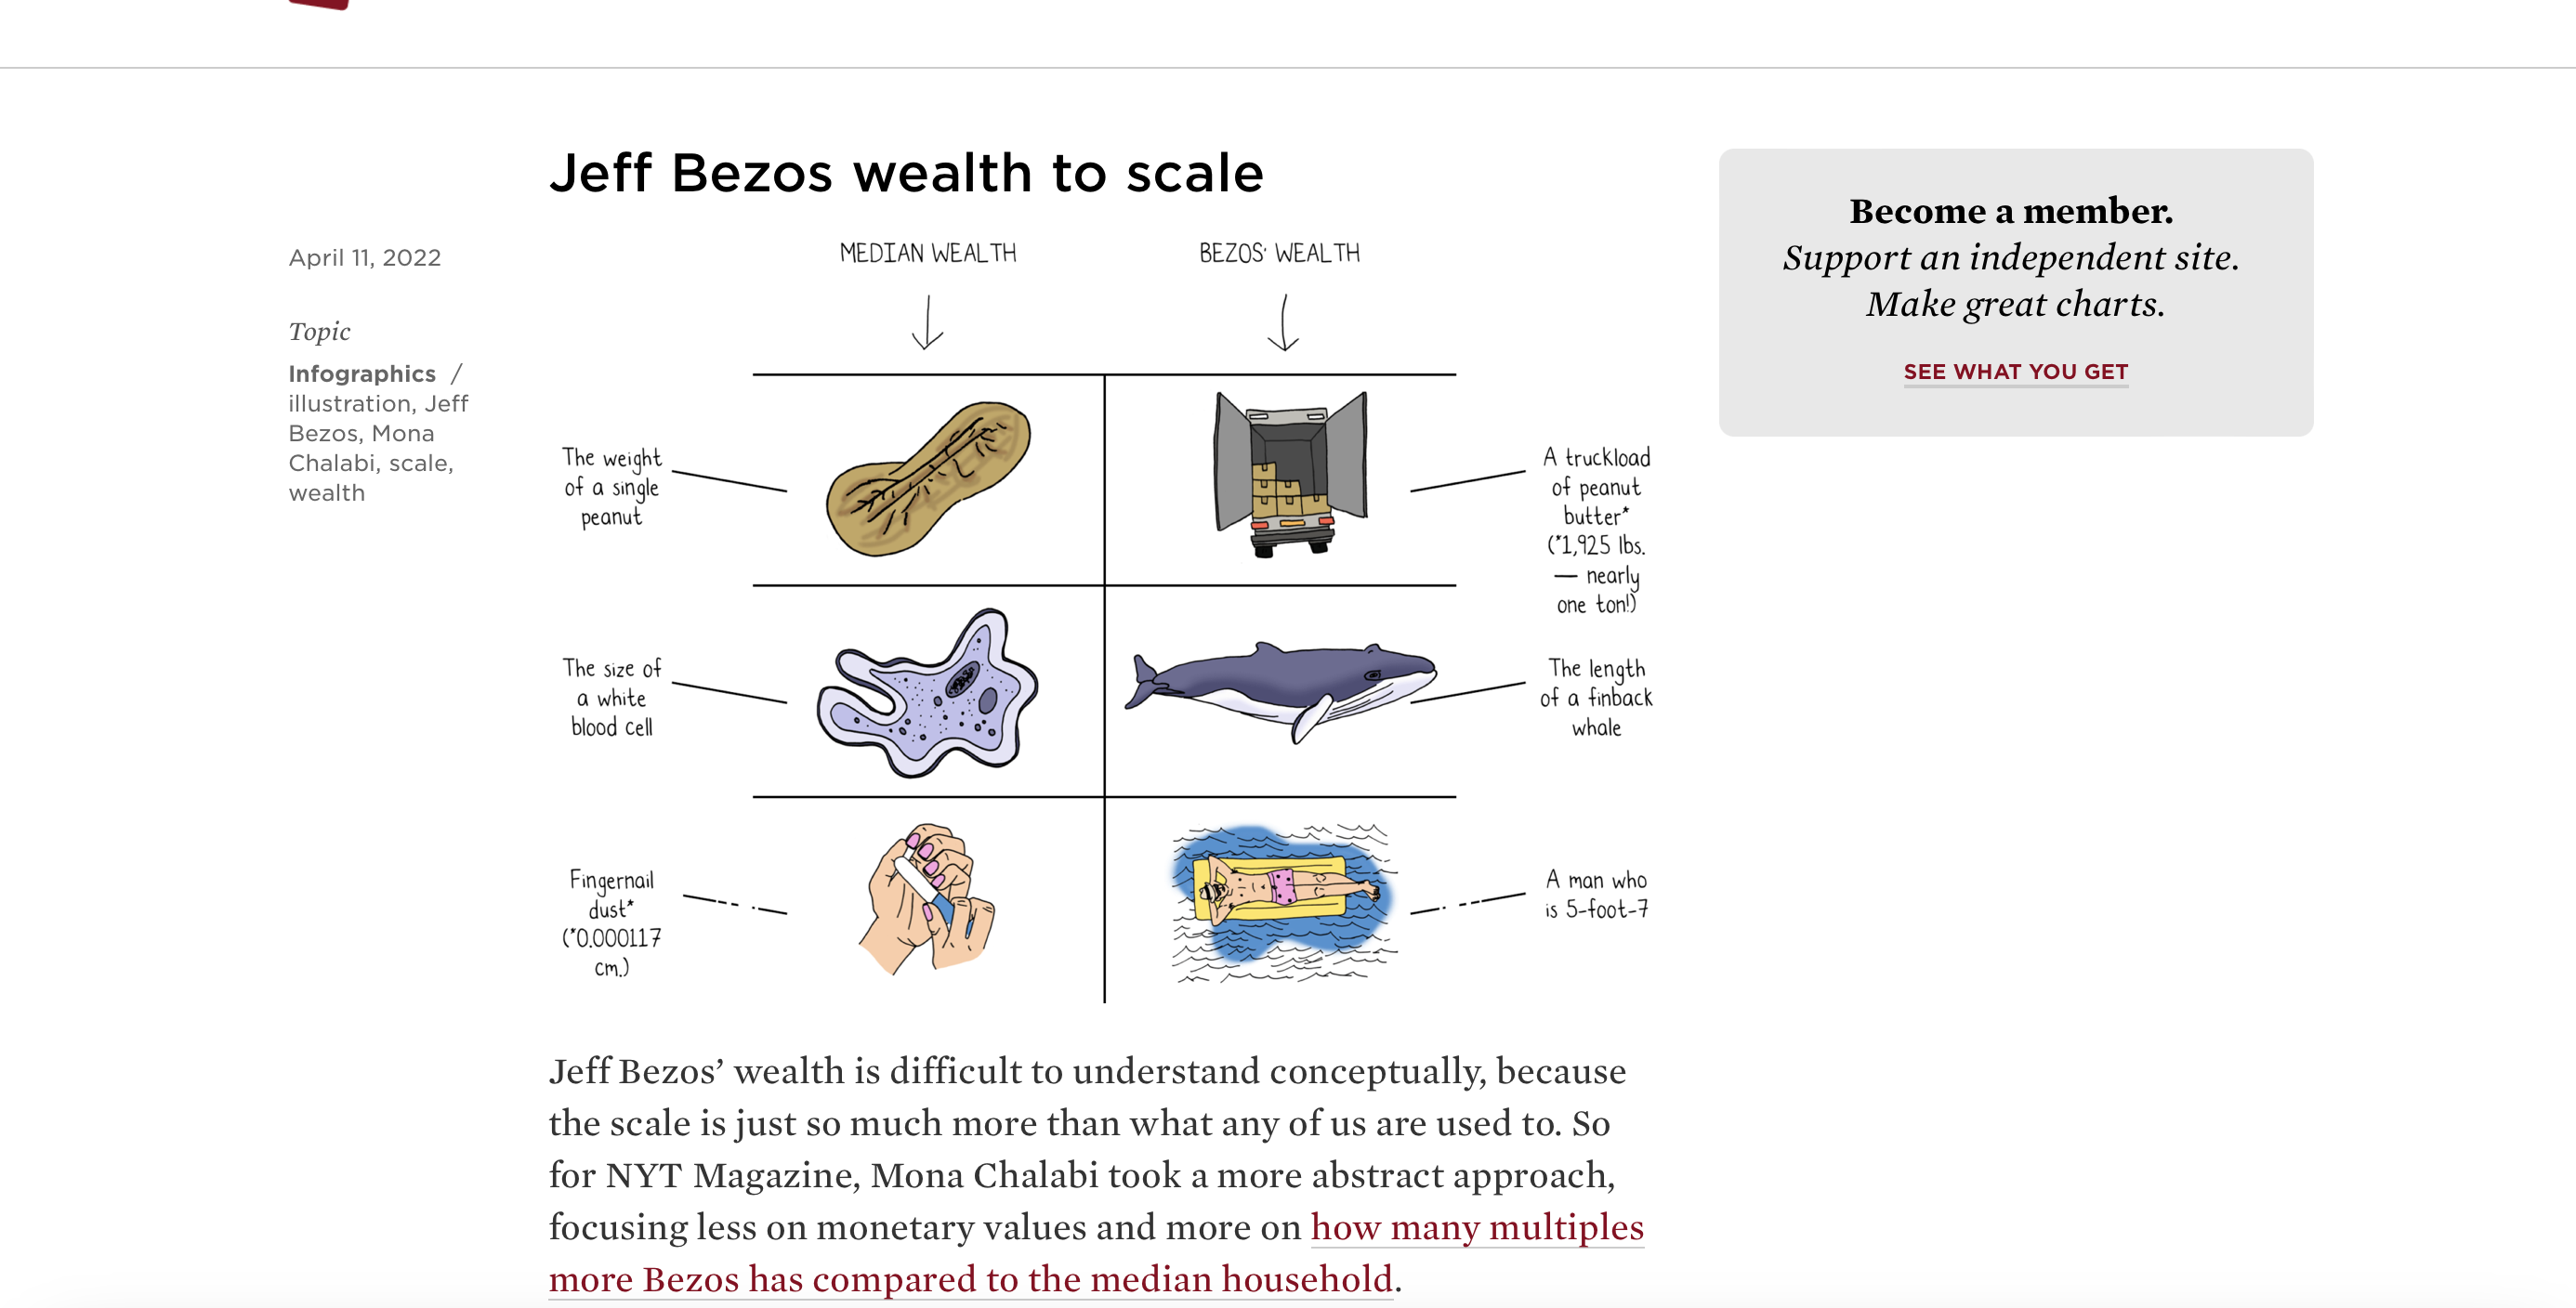 Jeff Bezos wealth to scale
April 11, 2022
Topic
Infographics /
illustration, Jeff
Bezos, Mona
Chalabi, scale,
wealth
MEDIAN WEALTH
BEZOS' WEALTH
The weight
of a single
peanut
A truckload
of peanut
butter*
(*1,925 lbs.
— nearly
one ton!)
The size of
a white
blood cell
The length
of a finback
whale
Fingernail
dust*
(*0.000117
cm.)
A man who
is 5-foot-7
Jeff Bezos’ wealth is difficult to understand conceptually, because
the scale is just so much more than what any of us are used to. So
for NYT Magazine, Mona Chalabi took a more abstract approach,
focusing less on monetary values and more on how many multiples
more Bezos has compared to the median household.
Become a member.
Support an independent site.
Make great charts.
SEE WHAT YOU GET